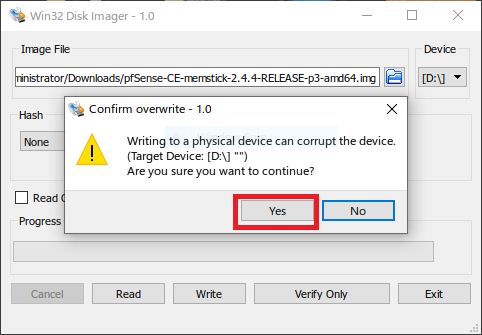 Win32 Disk Imager - 1.0
Image File
Device
ministrator/Downloads/pfSense-CE-memstick-2.4.4-RELEASE-p3-amd64.img
[D:\]
Confirm overwrite - 1.0
Hash
None
Writing to a physical device can corrupt the device.
(Target Device: [D:\] "")
Are you sure you want to continue?
Yes
No
Read
Progress
Cancel
Read
Write
Verify Only
Exit